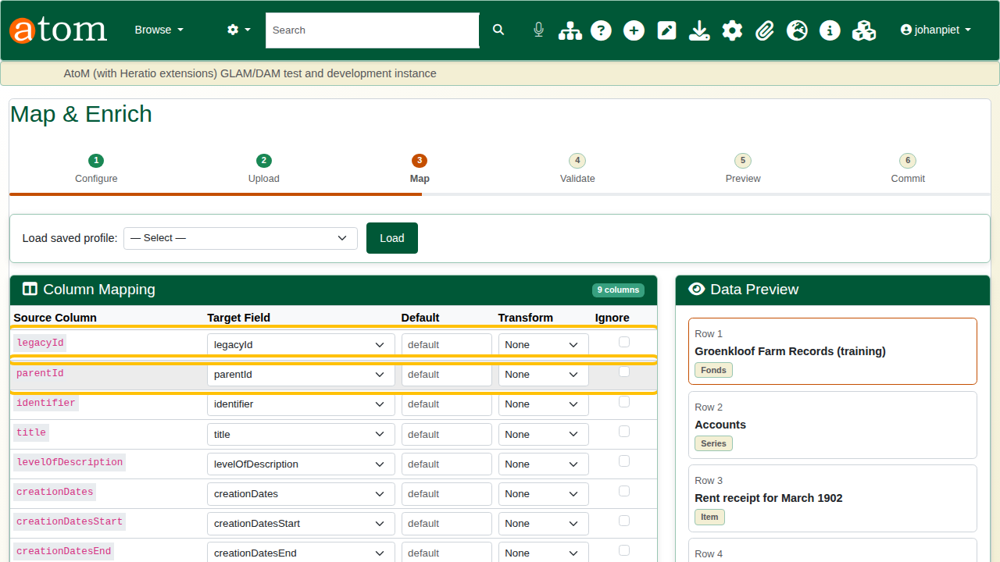 atom
Browse
Search
johanpiet
AtoM (with Heratio extensions) GLAM/DAM test and development instance
Map & Enrich
1 2 3 4 5 6
Configure Upload Map Validate Preview Commit
Load saved profile: — Select — Load
Column Mapping 9 columns
Source Column Target Field Default Transform Ignore
legacyId legacyId default None
parentId parentId default None
identifier identifier default None
title title default None
levelOfDescription levelOfDescription default None
creationDates creationDates default None
creationDatesStart creationDatesStart default None
creationDatesEnd creationDatesEnd default None
Data Preview
Row 1
Groenkloof Farm Records (training)
Fonds
Row 2
Accounts
Series
Row 3
Rent receipt for March 1902
Item
Row 4